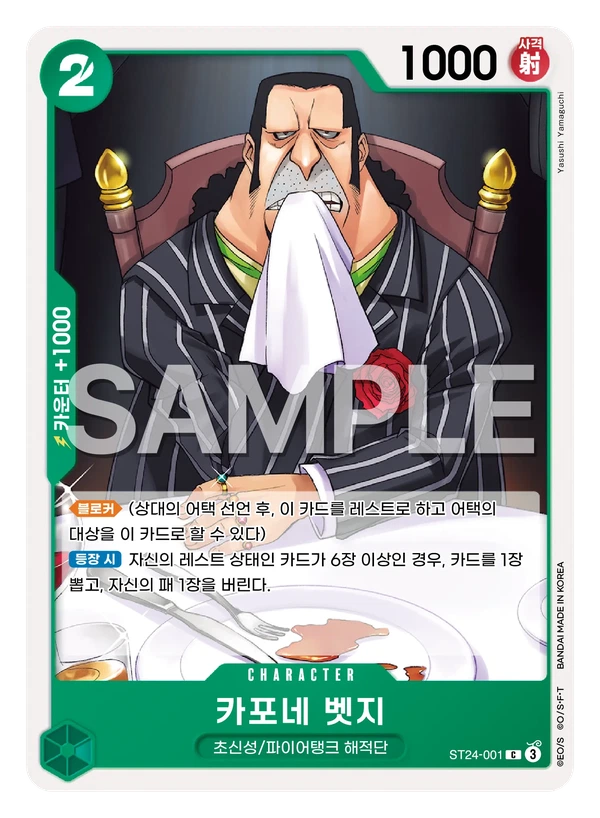 2
1000
사격
射
Yasushi Yamaguchi
카운터 +1000
SAMPLE
블로커 (상대의 어택 선언 후, 이 카드를 레스트로 하고 어택의
대상을 이 카드로 할 수 있다)
등장 시 자신의 레스트 상태인 카드가 6장 이상인 경우, 카드를 1장
뽑고, 자신의 패 1장을 버린다.
CHARACTER
카포네 벳지
초신성/파이어탱크 해적단
ST24-001 C 3
©EO/S ©O/S·F·T BANDAI MADE IN KOREA